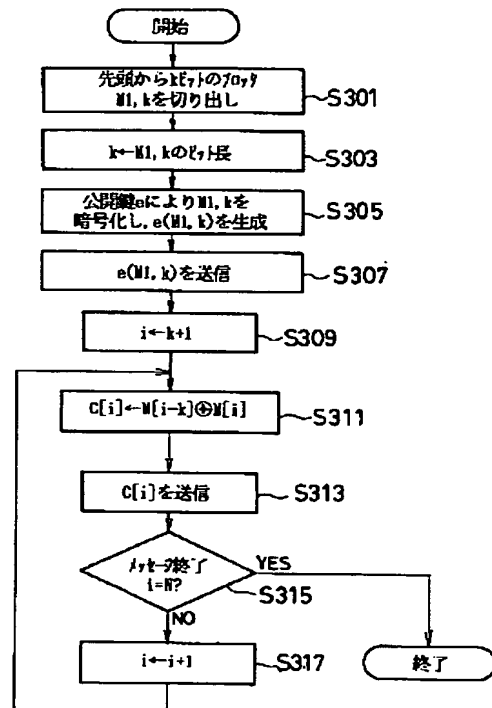 開始
先頭からkビットのブロック
M1,kを切り出し
S301
k←M1,kのビット長
S303
公開鍵eによりM1,kを
暗号化し,e(M1,k)を生成
S305
e(M1,k)を送信
S307
i←k+1
S309
C[i]←M[i-k]⊕M[i]
S311
C[i]を送信
S313
メッセージ終了
i=N?
YES
S315
NO
i←i+1
S317
終了